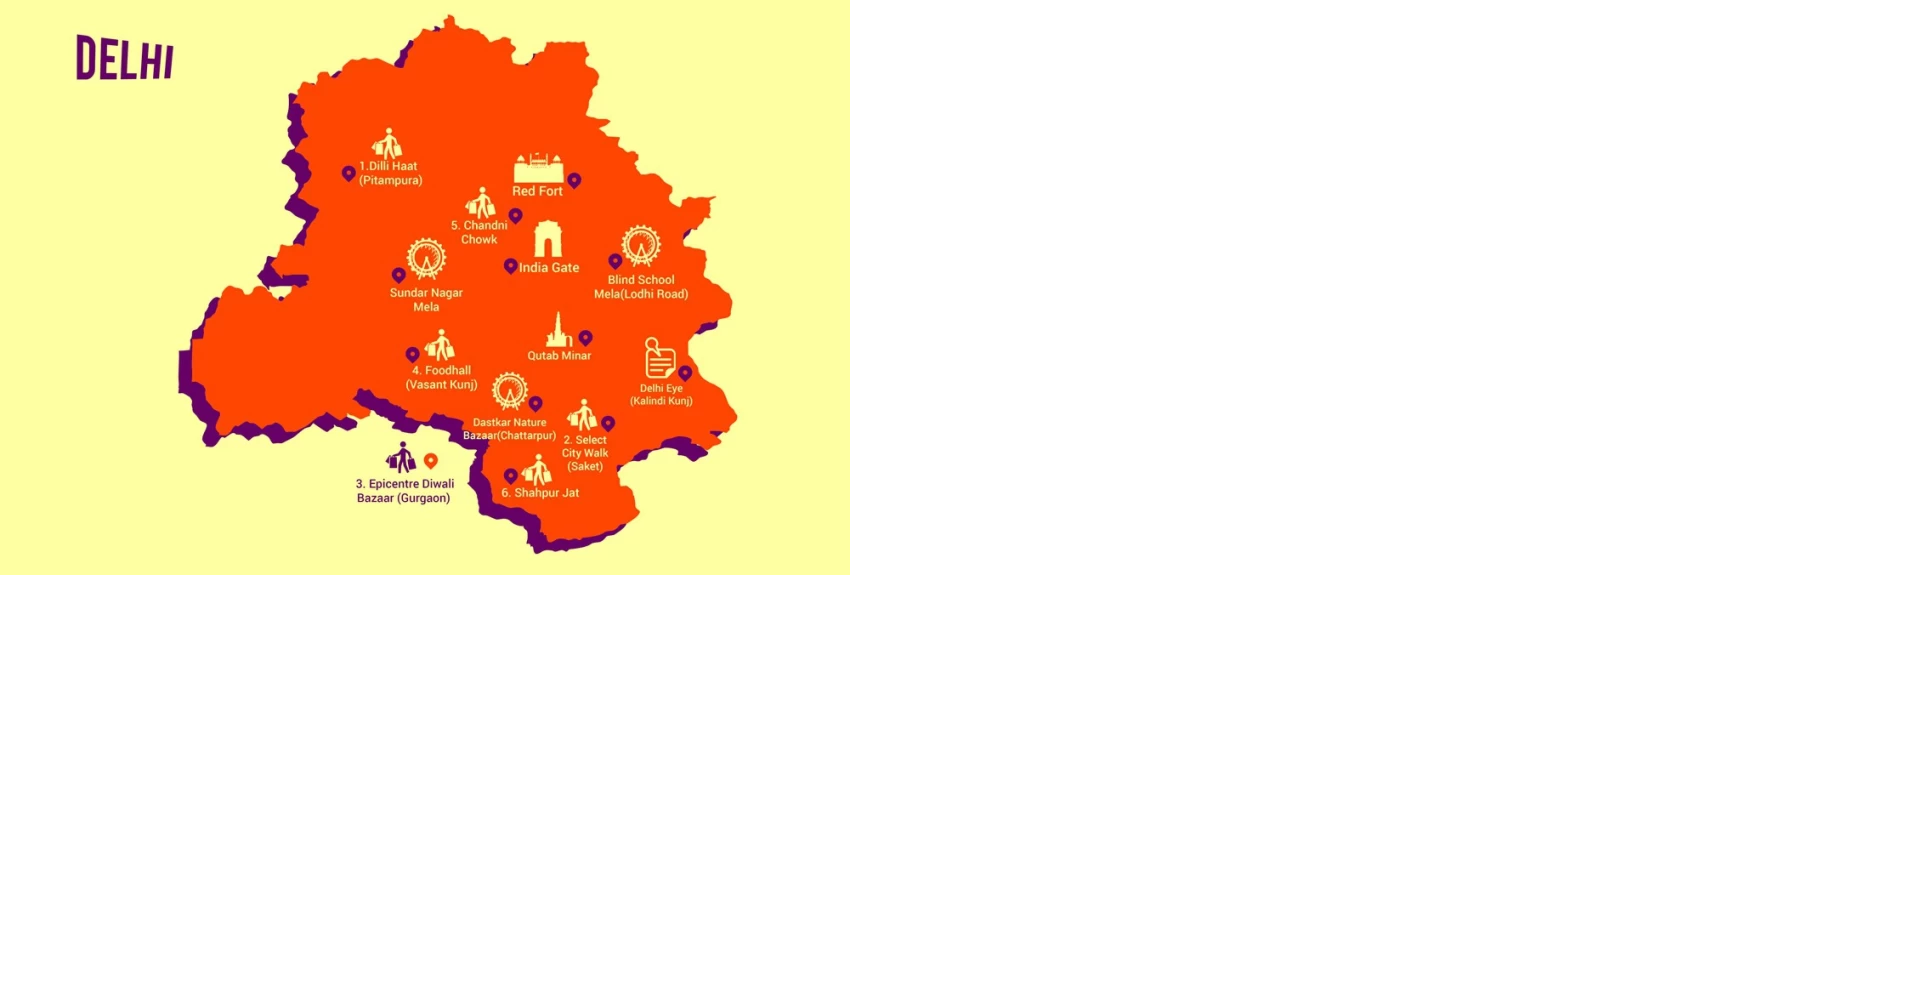 DELHI
1.Dilli Haat
(Pitampura)
Red Fort
5. Chandni
Chowk
India Gate
Blind School
Mela(Lodhi Road)
Sundar Nagar
Mela
Qutab Minar
4. Foodhall
(Vasant Kunj)
Delhi Eye
(Kalindi Kunj)
Dastkar Nature
Bazaar(Chattarpur)
2. Select
City Walk
(Saket)
3. Epicentre Diwali
Bazaar (Gurgaon)
6. Shahpur Jat